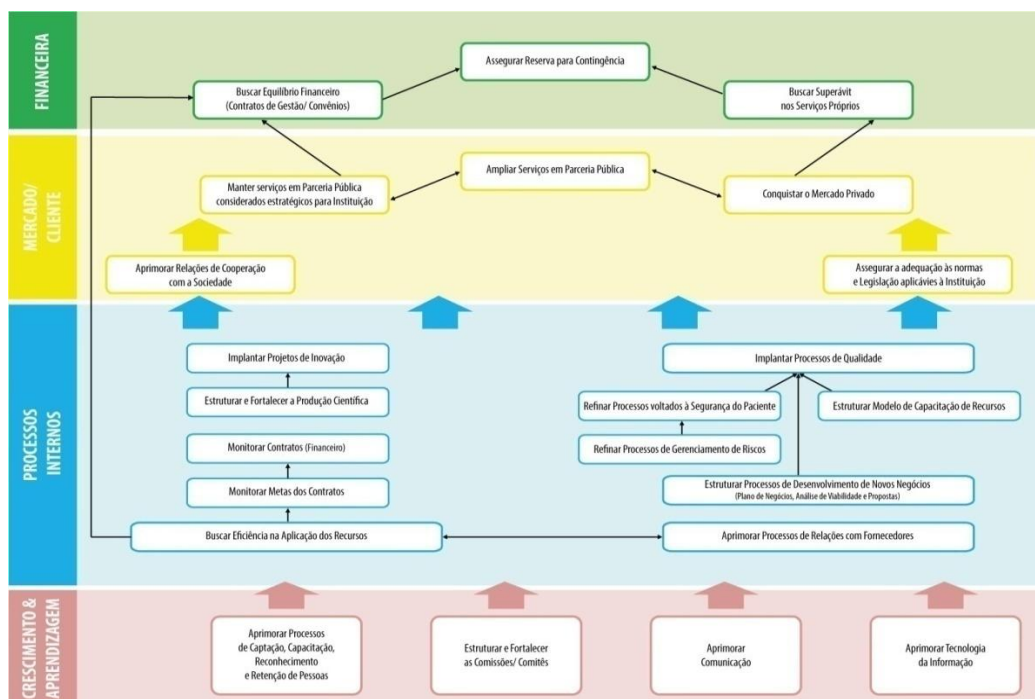 FINANCEIRA
Assegurar Reserva para Contingência
Buscar Equilíbrio Financeiro
(Contratos de Gestão/ Convênios)
Buscar Superávit
nos Serviços Próprios
MERCADO/
CLIENTE
Ampliar Serviços em Parceria Pública
Manter serviços em Parceria Pública
considerados estratégicos para Instituição
Conquistar o Mercado Privado
Aprimorar Relações de Cooperação
com a Sociedade
Assegurar a adequação às normas
e Legislação aplicávies à Instituição
PROCESSOS
INTERNOS
Implantar Projetos de Inovação
Implantar Processos de Qualidade
Estruturar e Fortalecer a Produção Científica
Refinar Processos voltados à Segurança do Paciente
Estruturar Modelo de Capacitação de Recursos
Monitorar Contratos (Financeiro)
Refinar Processos de Gerenciamento de Riscos
Monitorar Metas dos Contratos
Estruturar Processos de Desenvolvimento de Novos Negócios
(Plano de Negócios, Análise de Viabilidade e Propostas)
Buscar Eficiência na Aplicação dos Recursos
Aprimorar Processos de Relações com Fornecedores
CRESCIMENTO &
APRENDIZAGEM
Aprimorar Processos
de Captação, Capacitação,
Reconhecimento
e Retenção de Pessoas
Estruturar e Fortalecer
as Comissões/ Comitês
Aprimorar
Comunicação
Aprimorar Tecnologia
da Informação